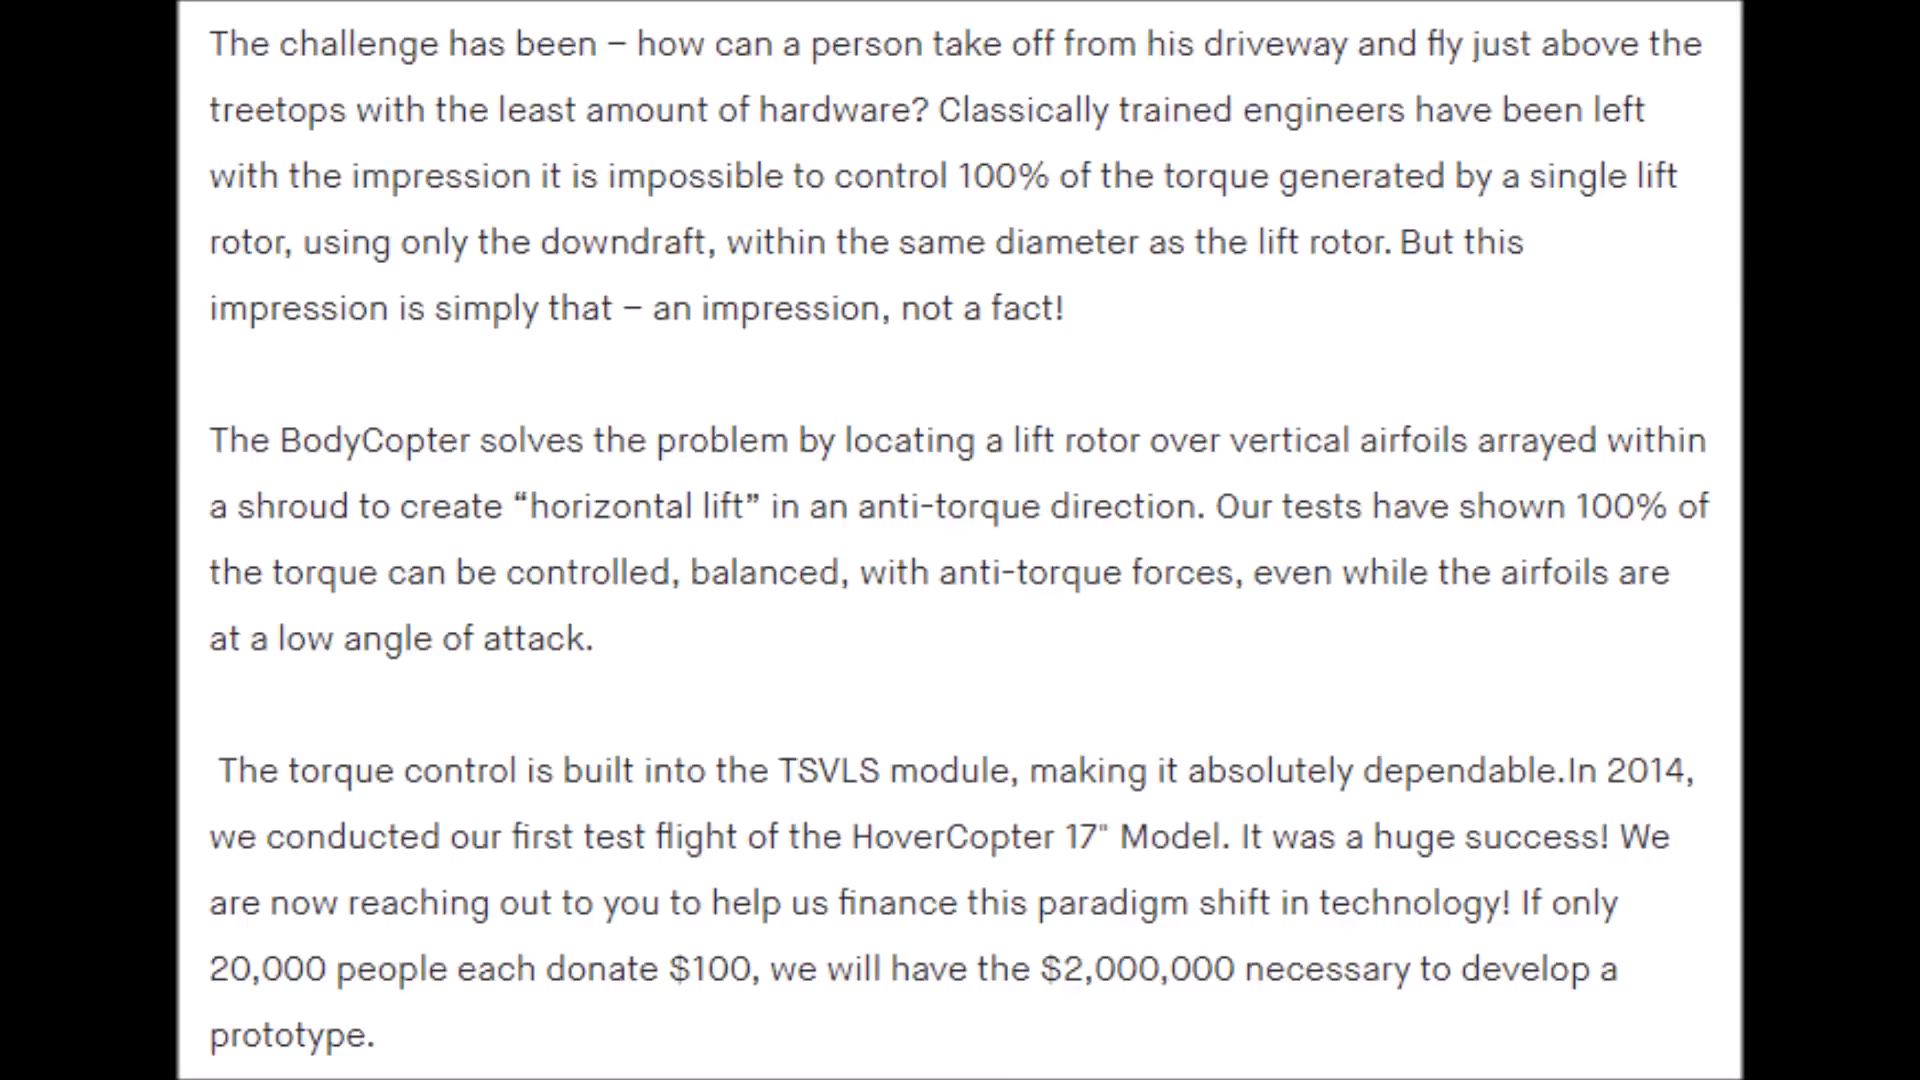 The challenge has been – how can a person take off from his driveway and fly just above the
treetops with the least amount of hardware? Classically trained engineers have been left
with the impression it is impossible to control 100% of the torque generated by a single lift
rotor, using only the downdraft, within the same diameter as the lift rotor. But this
impression is simply that – an impression, not a fact!
The BodyCopter solves the problem by locating a lift rotor over vertical airfoils arrayed within
a shroud to create “horizontal lift” in an anti-torque direction. Our tests have shown 100% of
the torque can be controlled, balanced, with anti-torque forces, even while the airfoils are
at a low angle of attack.
The torque control is built into the TSVLS module, making it absolutely dependable.In 2014,
we conducted our first test flight of the HoverCopter 17" Model. It was a huge success! We
are now reaching out to you to help us finance this paradigm shift in technology! If only
20,000 people each donate $100, we will have the $2,000,000 necessary to develop a
prototype.